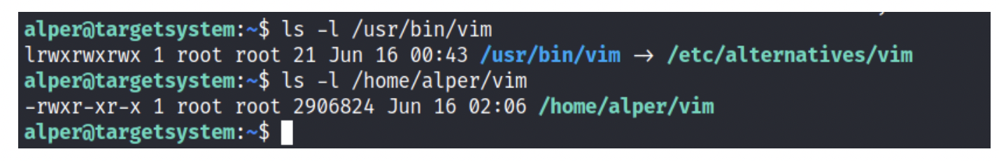 alper@targetsystem:~$ ls -l /usr/bin/vim
lrwxrwxrwx 1 root root 21 Jun 16 00:43 /usr/bin/vim → /etc/alternatives/vim
alper@targetsystem:~$ ls -l /home/alper/vim
-rwxr-xr-x 1 root root 2906824 Jun 16 02:06 /home/alper/vim
alper@targetsystem:~$